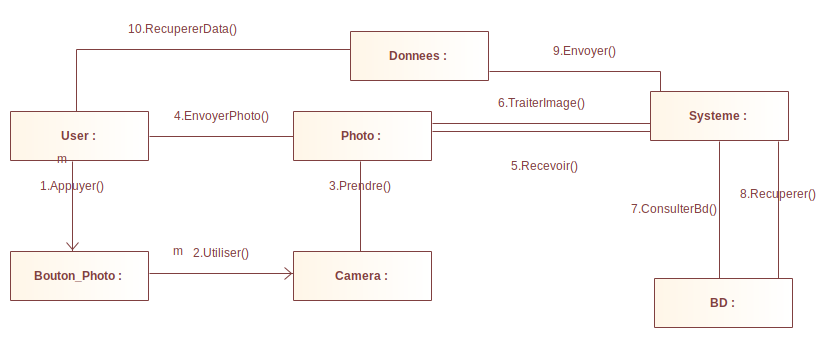 10.RecupererData()
Donnees :
9.Envoyer()
6.TraiterImage()
4.EnvoyerPhoto()
Systeme :
User :
Photo :
m
5.Recevoir()
1.Appuyer()
3.Prendre()
8.Recuperer()
7.ConsulterBd()
m
2.Utiliser()
Bouton_Photo :
Camera :
BD :